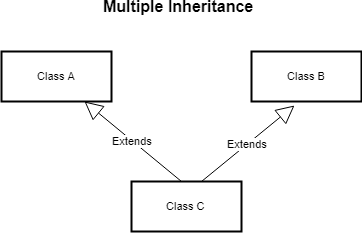 Multiple Inheritance
Class A
Class B
Extends
Extends
Class C